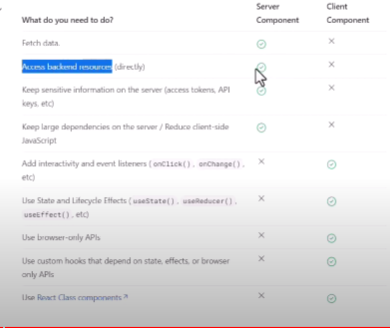 What do you need to do?
Server
Component
Client
Component
Fetch data.
Access backend resources (directly)
Keep sensitive information on the server (access tokens, API
keys, etc)
Keep large dependencies on the server / Reduce client-side
JavaScript
Add interactivity and event listeners (onClick(), onChange(),
etc)
Use State and Lifecycle Effects (useState(), useReducer(),
useEffect(), etc)
Use browser-only APIs
Use custom hooks that depend on state, effects, or browser
only APIs
Use React Class components